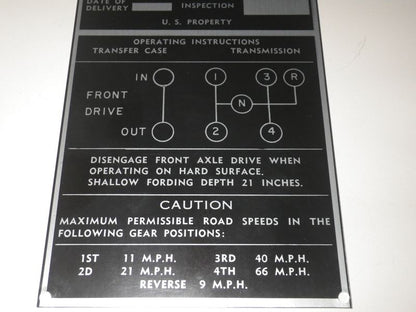 DATE OF
DELIVERY
INSPECTION
U. S. PROPERTY
OPERATING INSTRUCTIONS
TRANSFER CASE TRANSMISSION
IN 1 3 R
FRONT
DRIVE N
OUT 2 4
DISENGAGE FRONT AXLE DRIVE WHEN
OPERATING ON HARD SURFACE.
SHALLOW FORDING DEPTH 21 INCHES.
CAUTION
MAXIMUM PERMISSIBLE ROAD SPEEDS IN THE
FOLLOWING GEAR POSITIONS:
1ST 11 M.P.H. 3RD 40 M.P.H.
2D 21 M.P.H. 4TH 66 M.P.H.
REVERSE 9 M.P.H.